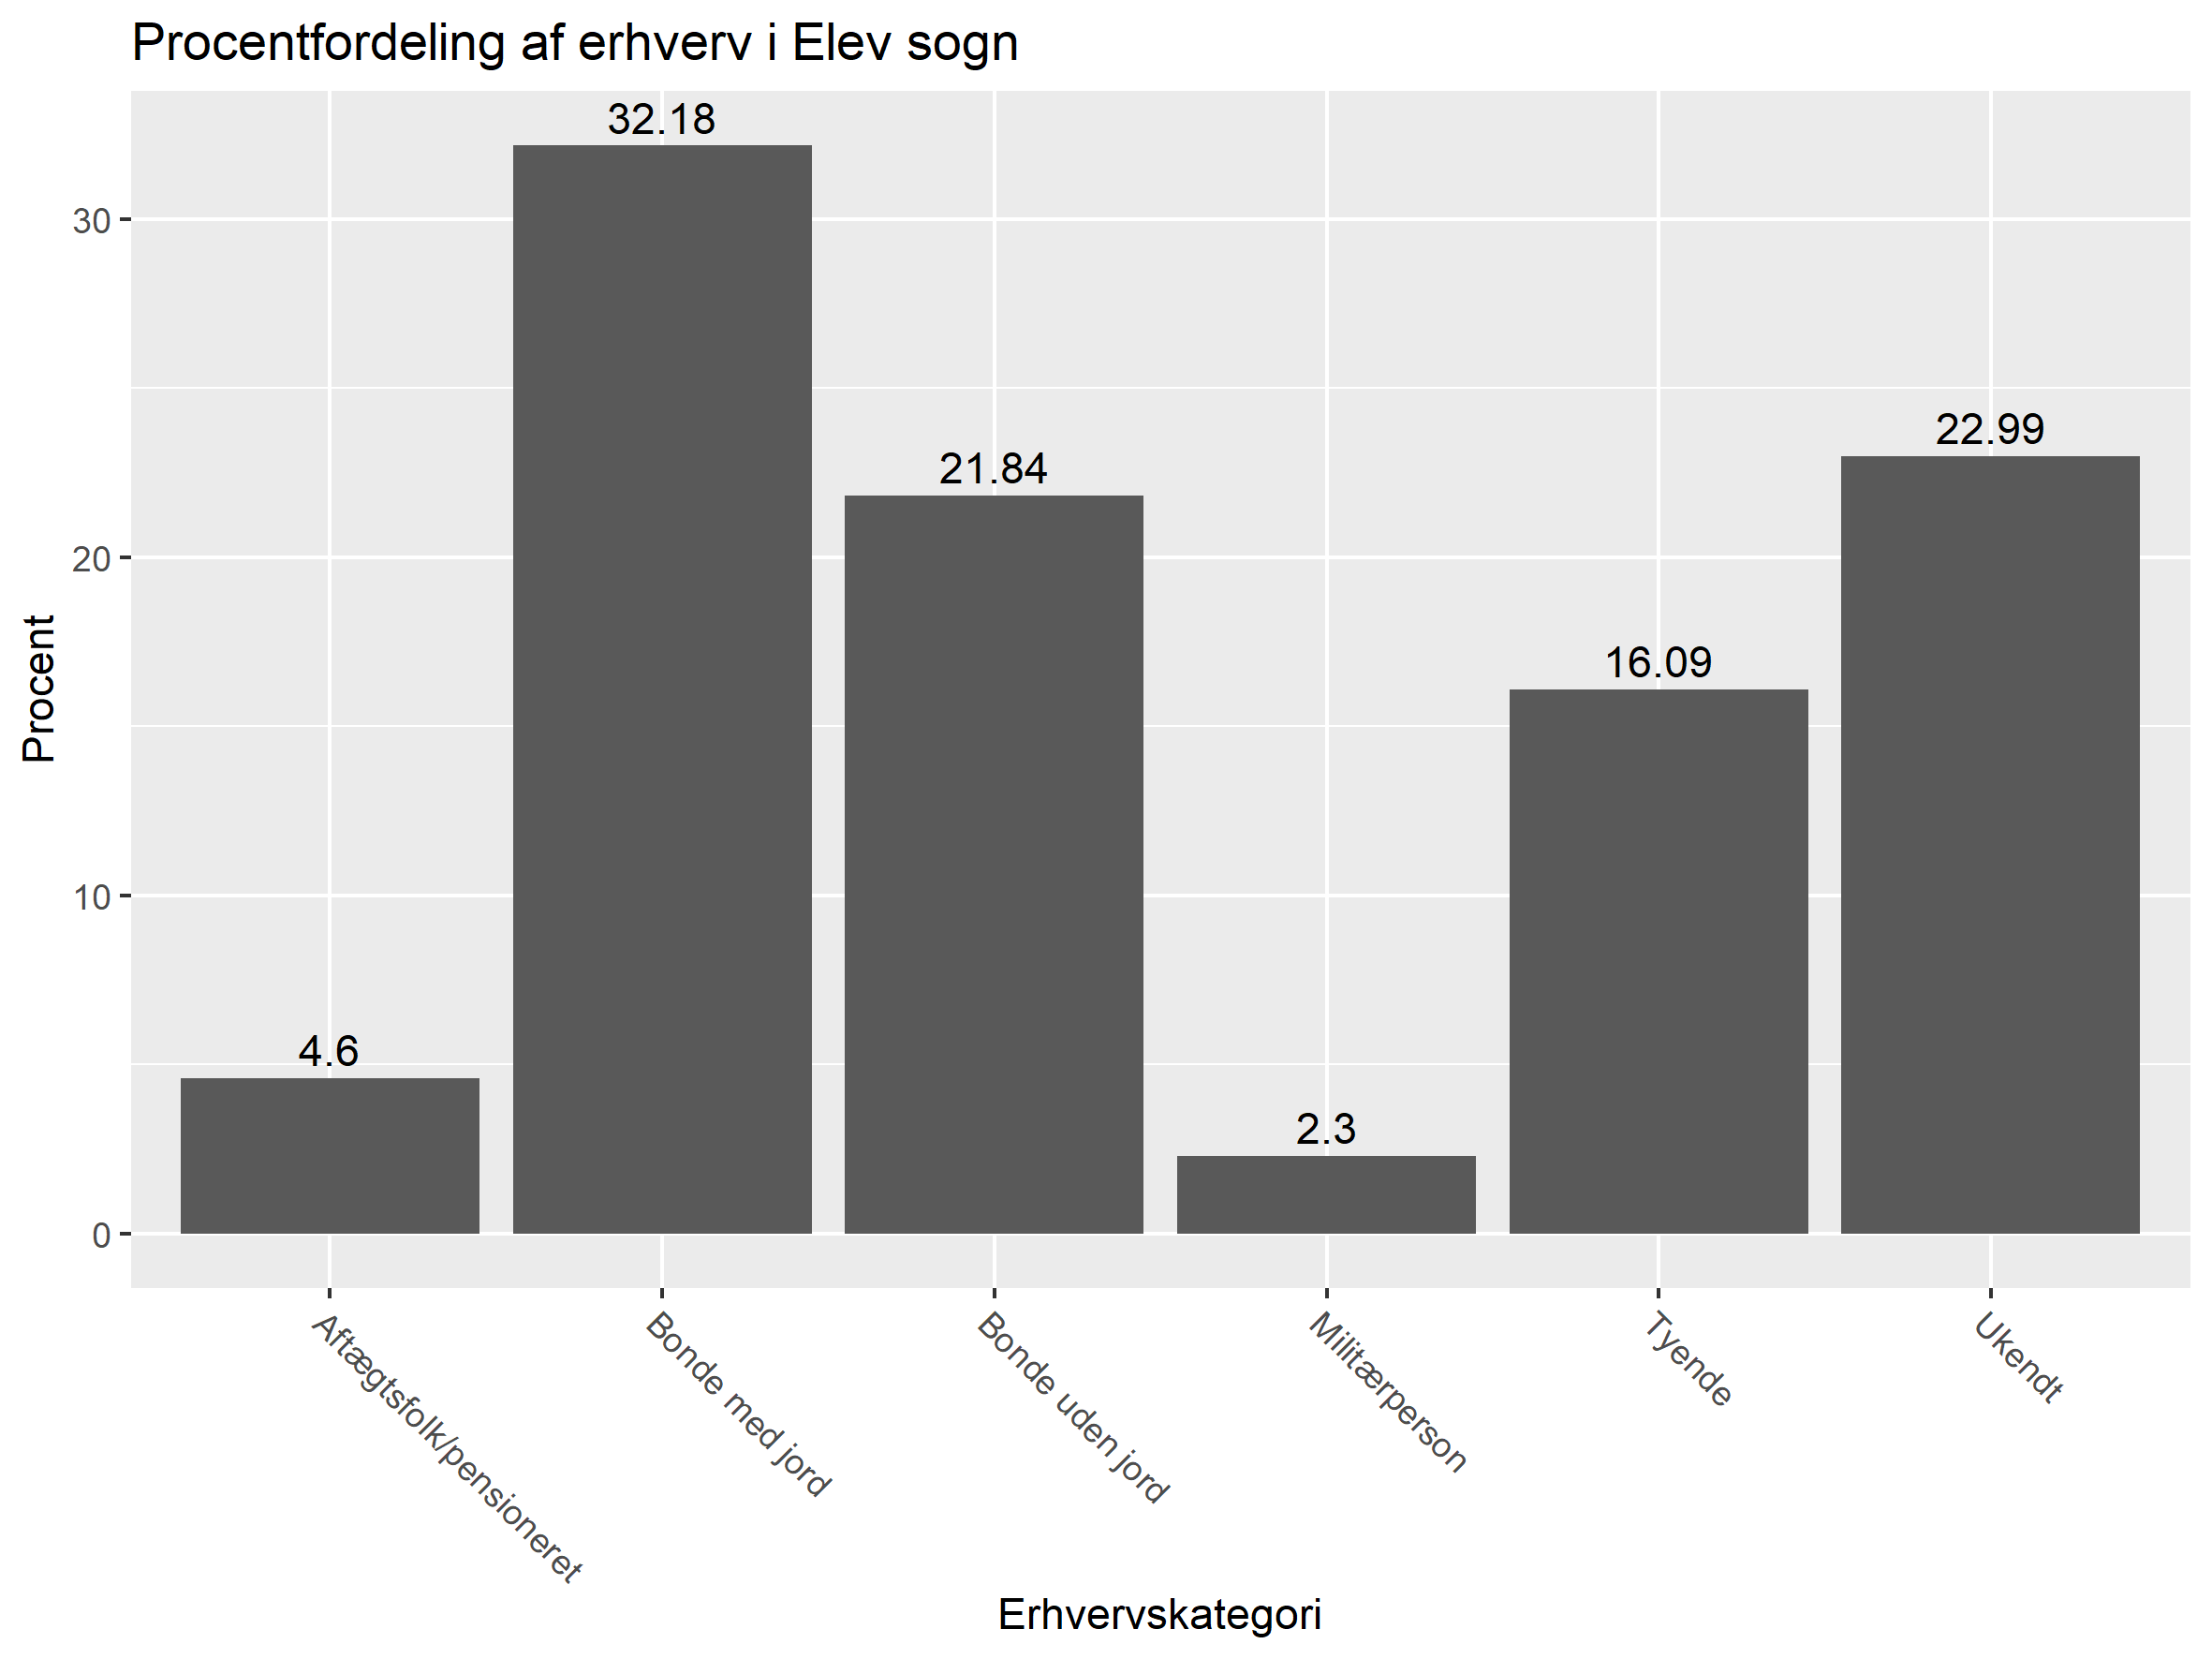 Procentfordeling af erhverv i Elev sogn
32.18
22.99
21.84
16.09
4.6
2.3
30
20
10
0
Procent
Aftægtsfolk/pensioneret
Bonde med jord
Bonde uden jord
Militærperson
Tyende
Ukendt
Erhvervskategori